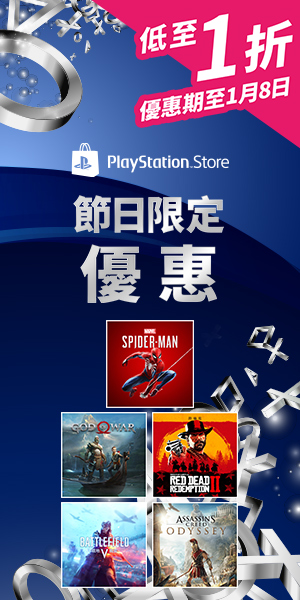 低至1折
優惠期至1月8日
PlayStation.Store
節日限定
優惠
MARVEL
SPIDER-MAN
GOD OF WAR
RED DEAD
REDEMPTION
II
BATTLEFIELD
V
ASSASSIN'S
CREED
ODYSSEY